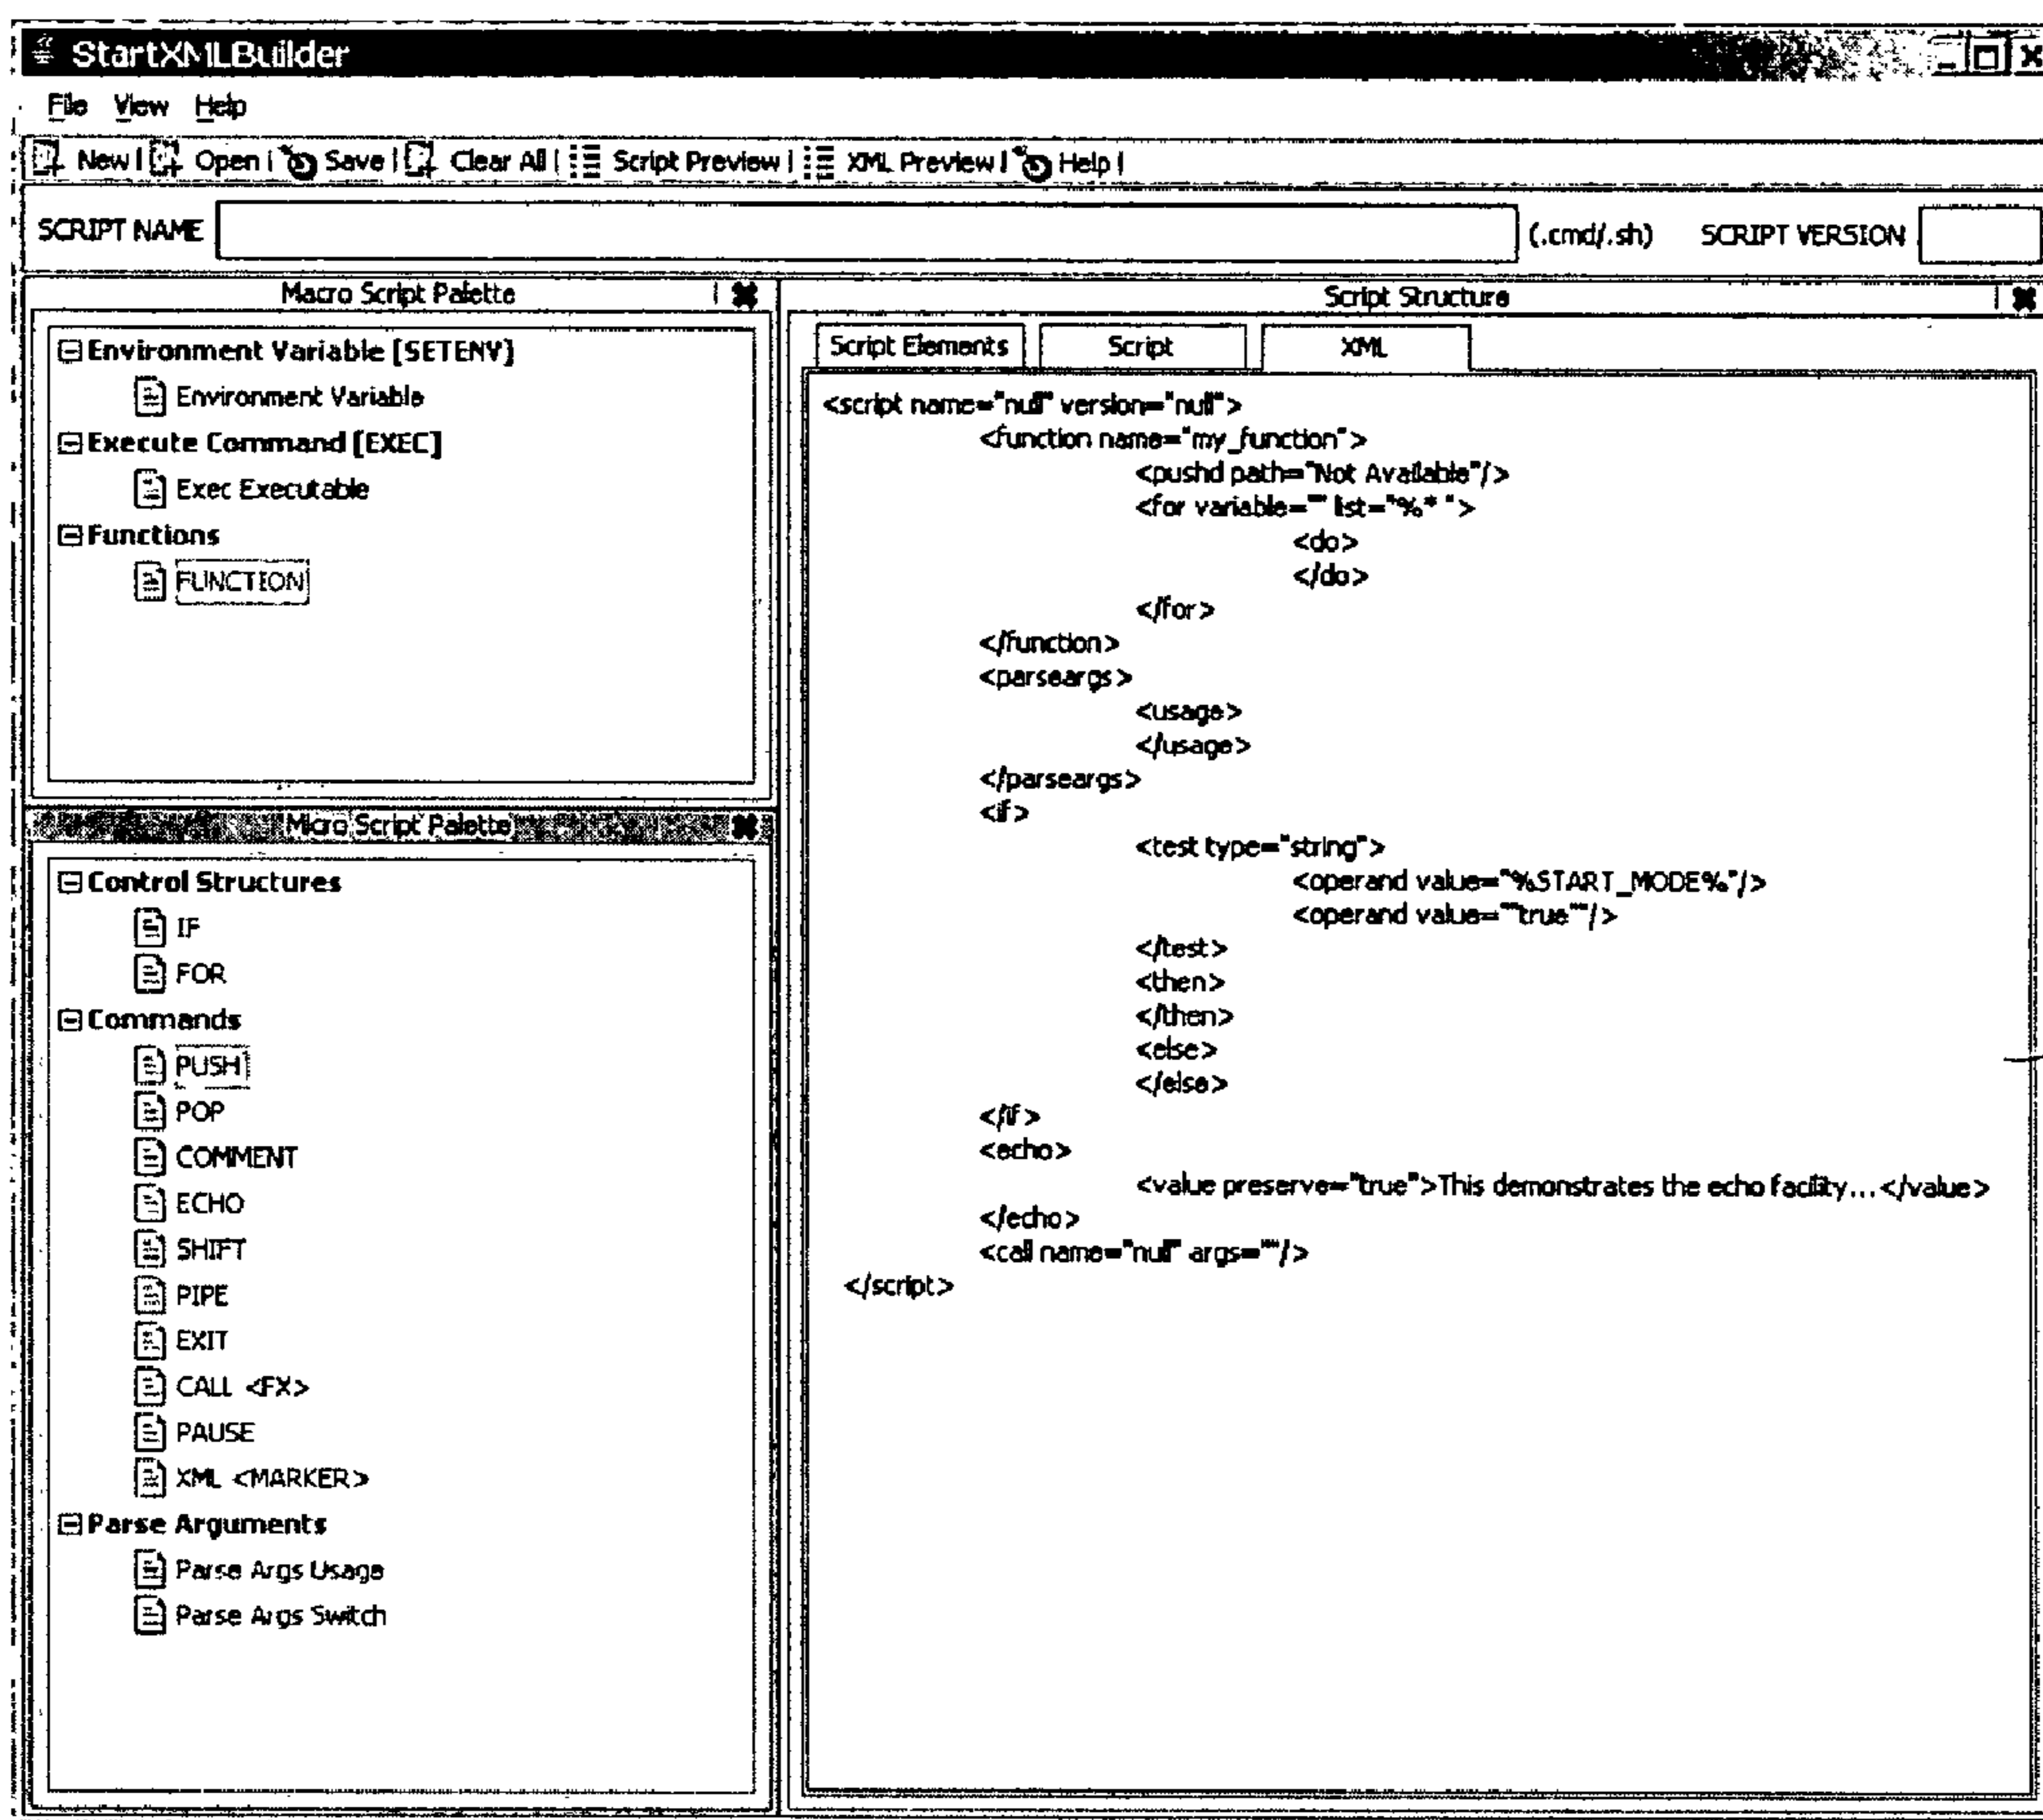 StartXMLBuilder
File View Help
New | Open | Save | Clear All | Script Preview | XML Preview | Help |
SCRIPT NAME (.cmd/.sh) SCRIPT VERSION
Macro Script Palette
Environment Variable [SETENV]
Environment Variable
Execute Command [EXEC]
Exec Executable
Functions
FUNCTION
Micro Script Palette
Control Structures
IF
FOR
Commands
PUSH
POP
COMMENT
ECHO
SHIFT
PIPE
EXIT
CALL <FX>
PAUSE
XML <MARKER>
Parse Arguments
Parse Args Usage
Parse Args Switch
Script Structure
Script Elements Script XML
<script name="null" version="null">
<function name="my_function">
<pushd path="Not Available"/>
<for variable="" list="%* ">
<do>
</do>
</for>
</function>
<parseargs>
<usage>
</usage>
</parseargs>
<if>
<test type="string">
<operand value="%START_MODE%"/>
<operand value=""true""/>
</test>
<then>
</then>
<else>
</else>
</if>
<echo>
<value preserve="true">This demonstrates the echo facility...</value>
</echo>
<call name="null" args=""/>
</script>